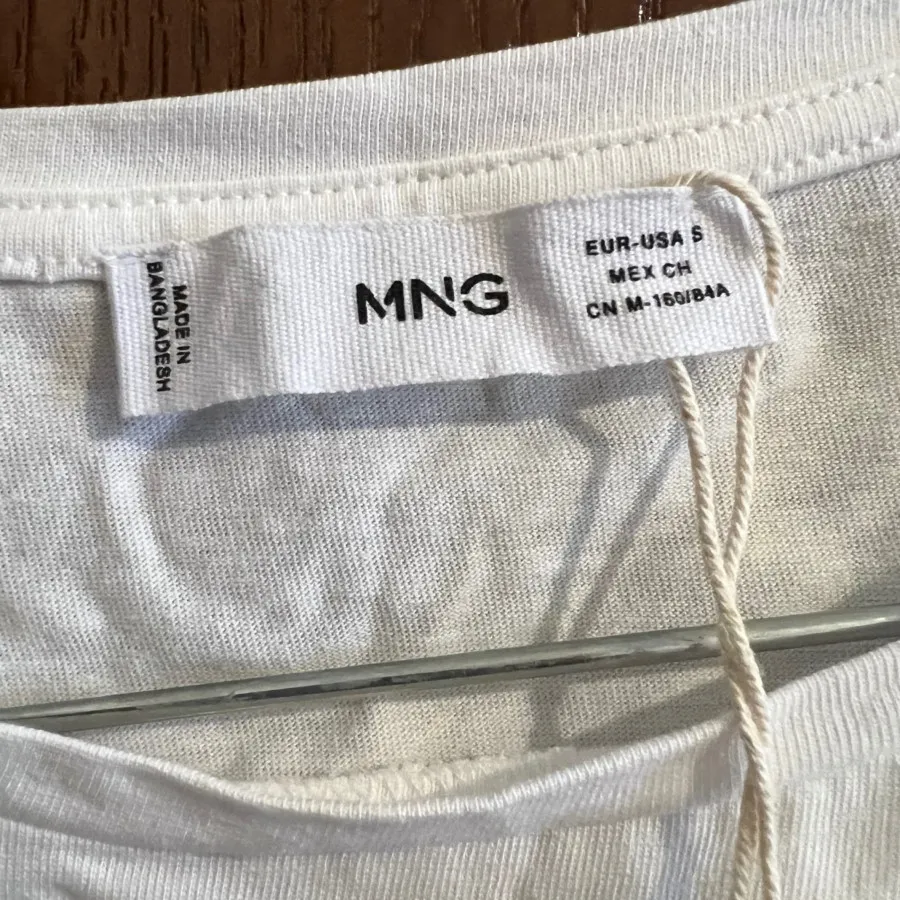 MADE IN
BANGLADESH
MNG
EUR-USA S
MEX CH
CN M-160/84A